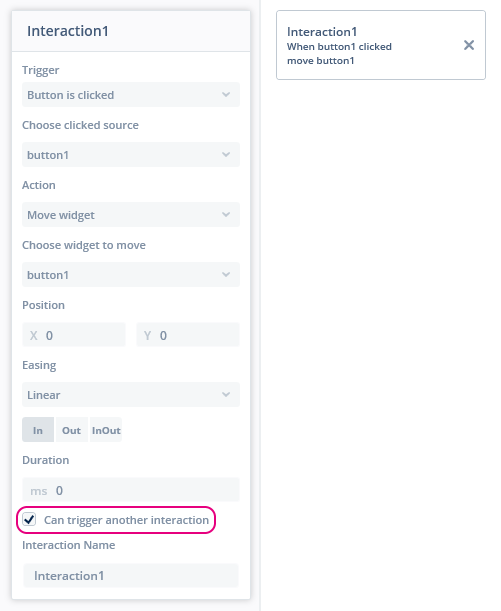 Interaction1
Trigger
Button is clicked
Choose clicked source
button1
Action
Move widget
Choose widget to move
button1
Position
X 0 Y 0
Easing
Linear
In Out InOut
Duration
ms 0
Can trigger another interaction
Interaction Name
Interaction1
Interaction1
When button1 clicked
move button1